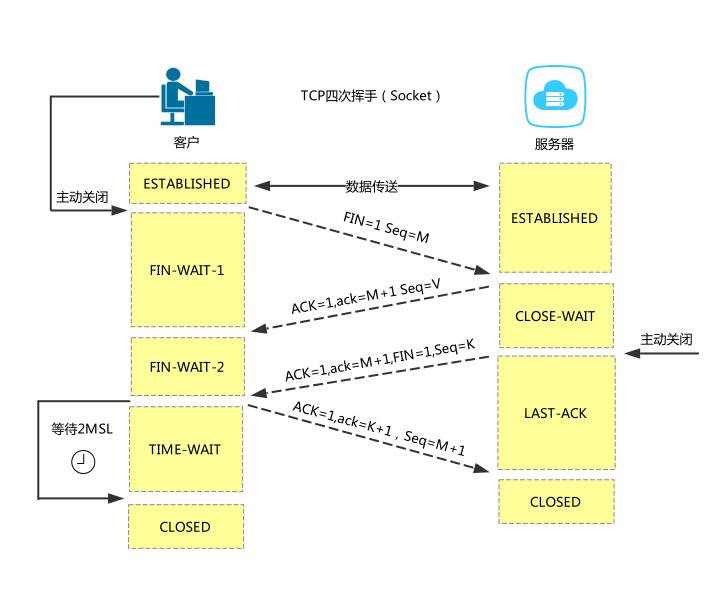 TCP四次挥手（Socket）
客户
服务器
ESTABLISHED
数据传送
主动关闭
ESTABLISHED
FIN=1 Seq=M
FIN-WAIT-1
ACK=1,ack=M+1 Seq=V
CLOSE-WAIT
主动关闭
FIN-WAIT-2
ACK=1,ack=M+1,FIN=1,Seq=K
LAST-ACK
等待2MSL
ACK=1,ack=K+1，Seq=M+1
TIME-WAIT
CLOSED
CLOSED